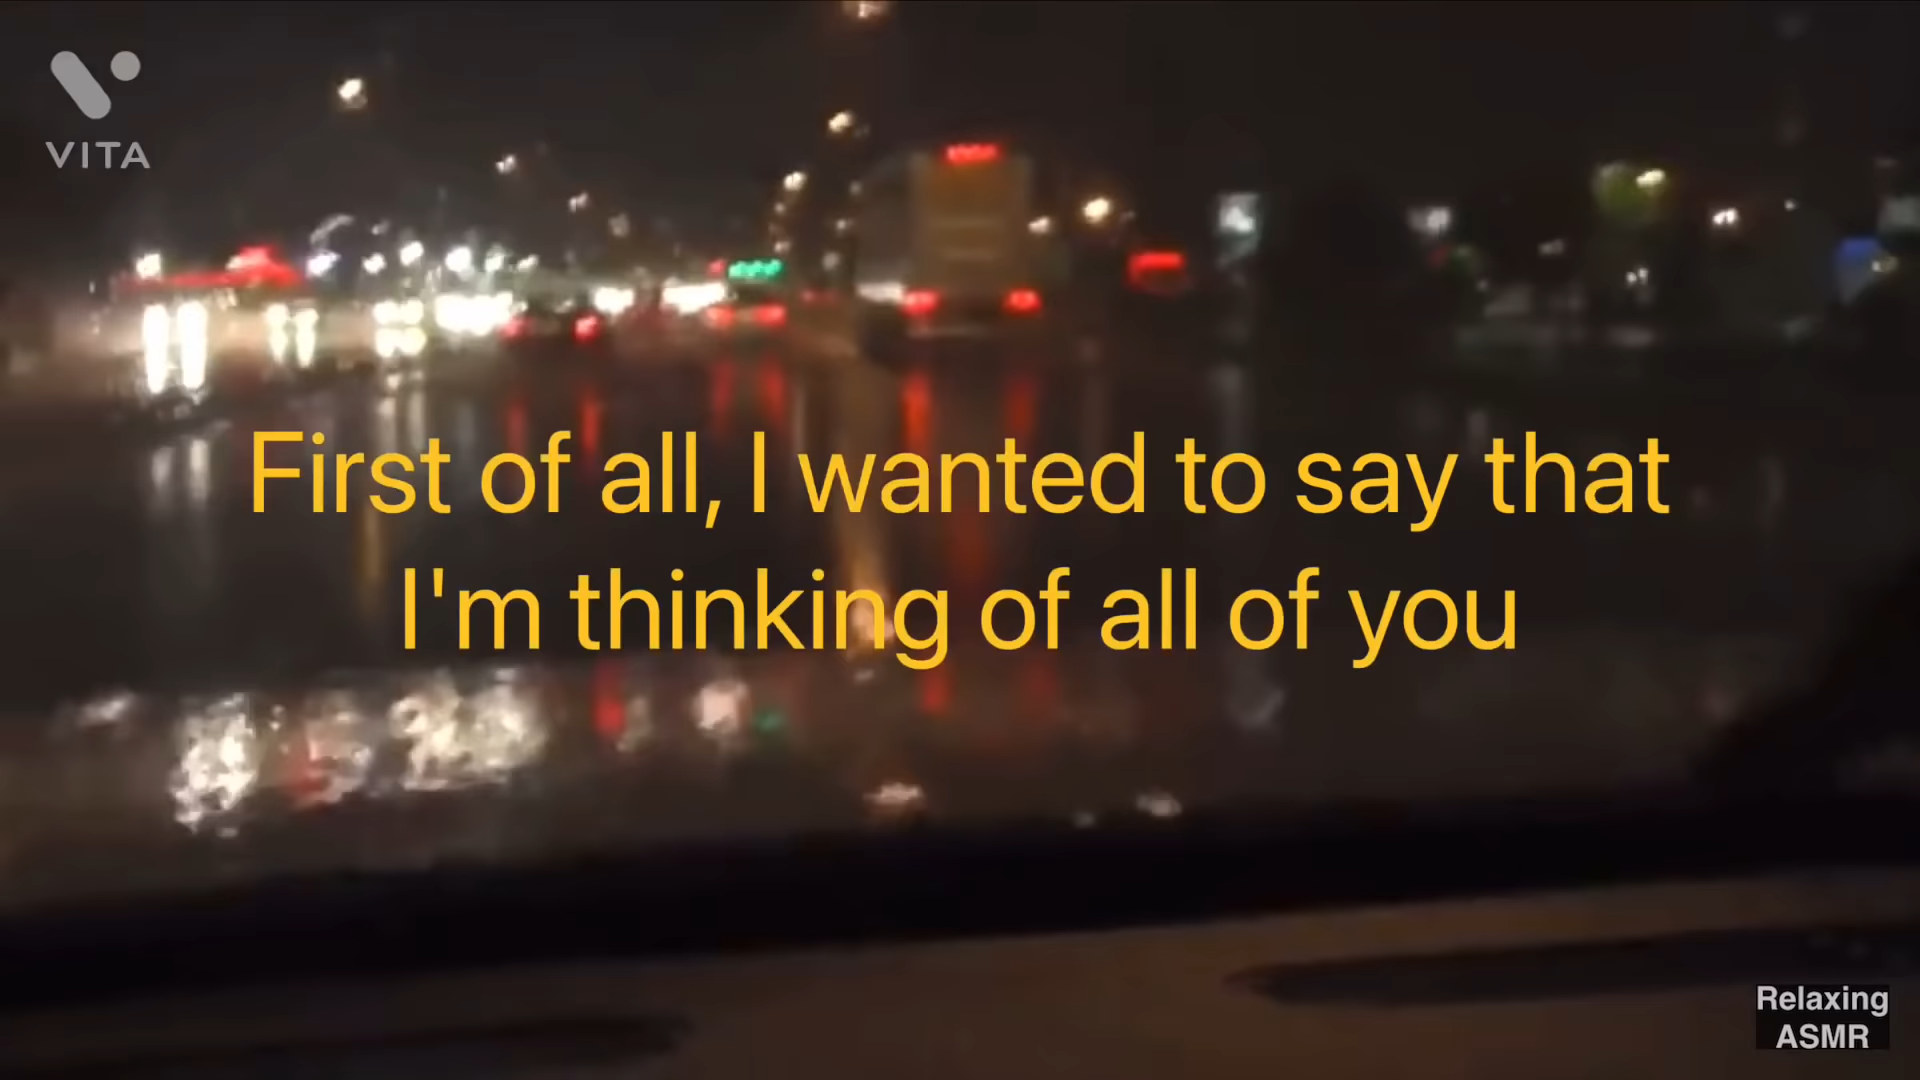 VITA
First of all, I wanted to say that
I'm thinking of all of you
Relaxing
ASMR